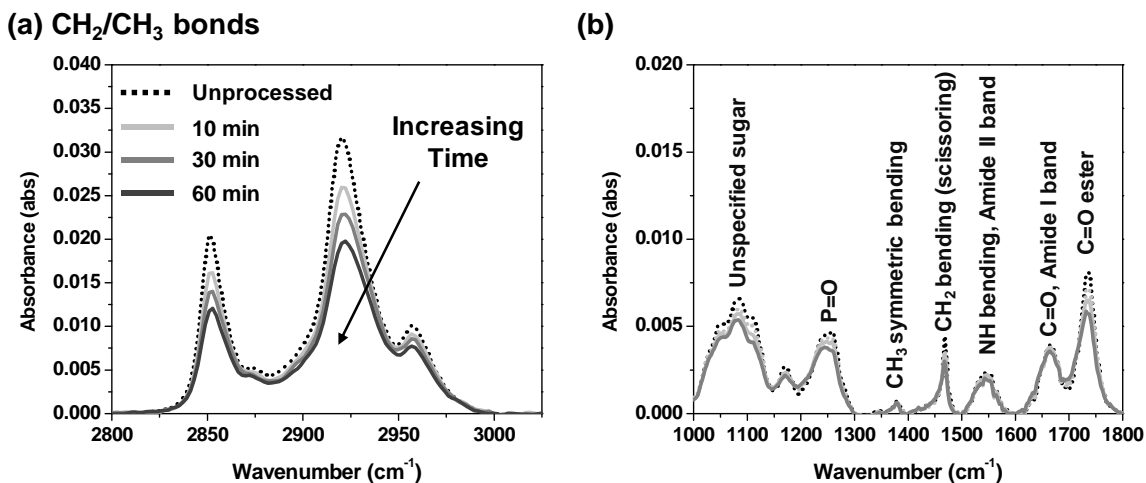 (a) CH₂/CH₃ bonds
0.040
0.035
0.030
0.025
0.020
0.015
0.010
0.005
0.000
Absorbance (abs)
Unprocessed
10 min
30 min
60 min
Increasing
Time
2800
2850
2900
2950
3000
Wavenumber (cm⁻¹)
(b)
0.020
0.015
0.010
0.005
0.000
Absorbance (abs)
Unspecified sugar
P=O
CH₃ symmetric bending
CH₂ bending (scissoring)
NH bending, Amide II band
C=O, Amide I band
C=O ester
1000
1100
1200
1300
1400
1500
1600
1700
1800
Wavenumber (cm⁻¹)